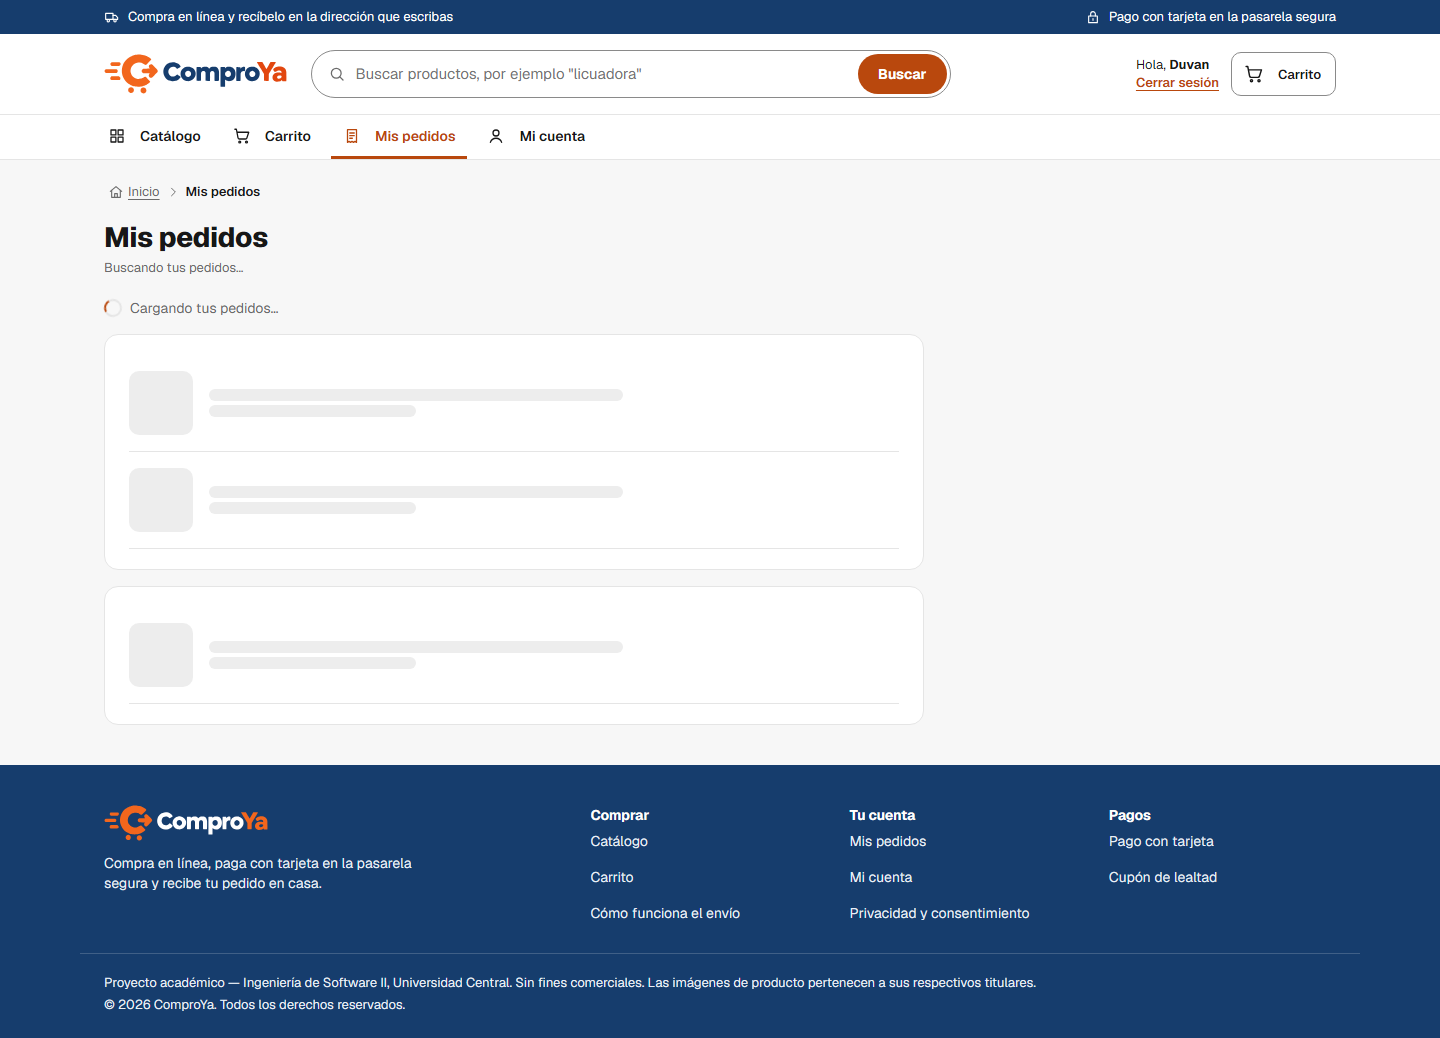 Compra en línea y recíbelo en la dirección que escribas
Pago con tarjeta en la pasarela segura
ComproYa
Buscar productos, por ejemplo "licuadora"
Buscar
Hola, Duvan
Cerrar sesión
Carrito
Catálogo
Carrito
Mis pedidos
Mi cuenta
Inicio
Mis pedidos
Mis pedidos
Buscando tus pedidos…
Cargando tus pedidos…
ComproYa
Compra en línea, paga con tarjeta en la pasarela
segura y recibe tu pedido en casa.
Comprar
Catálogo
Carrito
Cómo funciona el envío
Tu cuenta
Mis pedidos
Mi cuenta
Privacidad y consentimiento
Pagos
Pago con tarjeta
Cupón de lealtad
Proyecto académico — Ingeniería de Software II, Universidad Central. Sin fines comerciales. Las imágenes de producto pertenecen a sus respectivos titulares.
© 2026 ComproYa. Todos los derechos reservados.